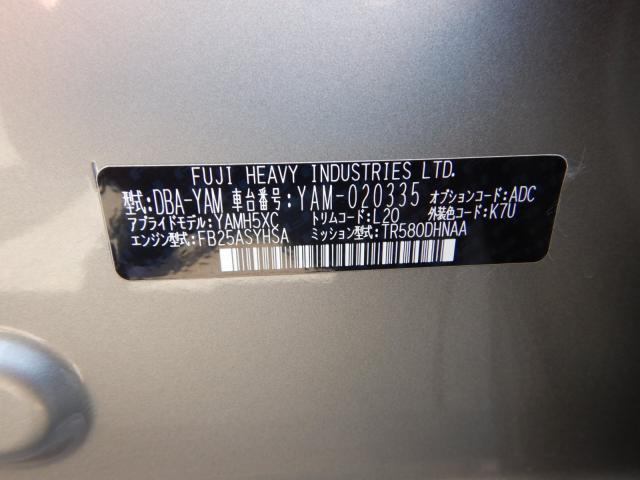 FUJI HEAVY INDUSTRIES LTD.
型式:DBA-YAM 車台番号:YAM-020335 オプションコード:ADC
アプライドモデル:YAMH5XC トリムコード:L20 外装色コード:K7U
エンジン型式:FB25ASYHSA ミッション型式:TR580DHNAA